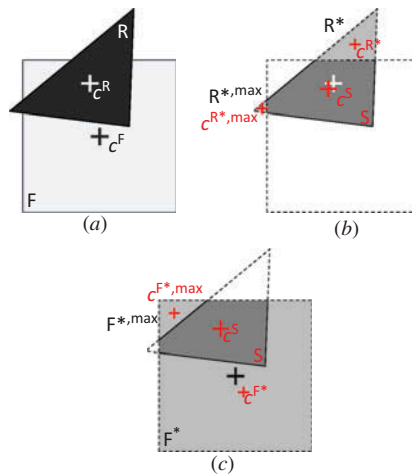 R
c^R
c^F
F
(a)
R*
c^R*
R*,max
c^R*,max
c^S
S
(b)
c^F*,max
F*,max
c^S
S
c^F*
F*
(c)